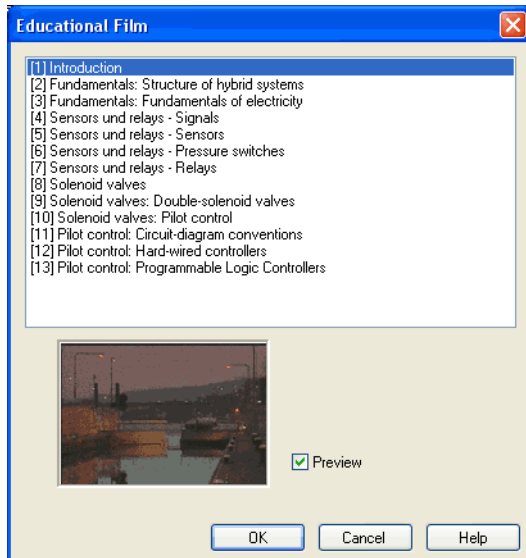 Educational Film
[1] Introduction
[2] Fundamentals: Structure of hybrid systems
[3] Fundamentals: Fundamentals of electricity
[4] Sensors und relays - Signals
[5] Sensors und relays - Sensors
[6] Sensors und relays - Pressure switches
[7] Sensors und relays - Relays
[8] Solenoid valves
[9] Solenoid valves: Double-solenoid valves
[10] Solenoid valves: Pilot control
[11] Pilot control: Circuit-diagram conventions
[12] Pilot control: Hard-wired controllers
[13] Pilot control: Programmable Logic Controllers
Preview
OK Cancel Help